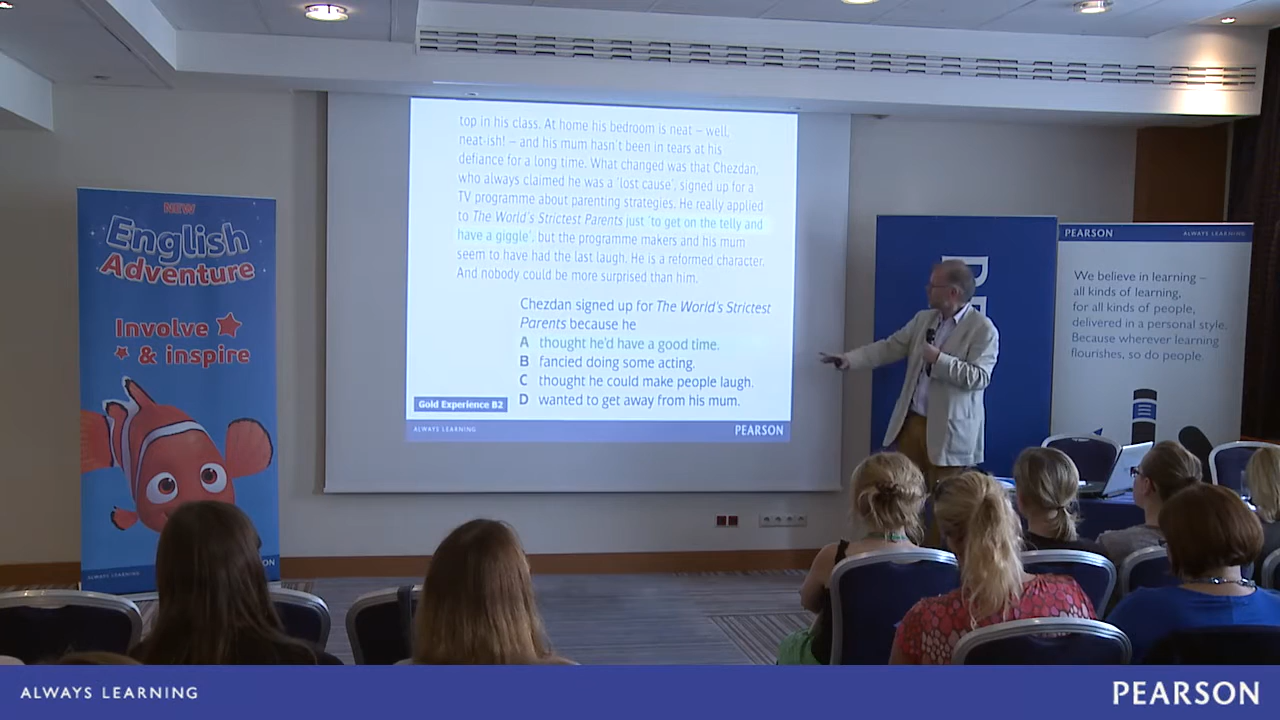 top in his class. At home his bedroom is neat – well,
neat-ish! – and his mum hasn't been in tears at his
defiance for a long time. What changed was that Chezdan,
who always claimed he was a 'lost cause', signed up for a
TV programme about parenting strategies. He really applied
to The World's Strictest Parents just 'to get on the telly and
have a giggle', but the programme makers and his mum
seem to have had the last laugh. He is a reformed character.
And nobody could be more surprised than him.
Chezdan signed up for The World's Strictest
Parents because he
A thought he'd have a good time.
B fancied doing some acting.
C thought he could make people laugh.
D wanted to get away from his mum.
Gold Experience B2
ALWAYS LEARNING PEARSON
NEW
English
Adventure
Involve
& inspire
ALWAYS LEARNING
PEARSON ALWAYS LEARNING
We believe in learning –
all kinds of learning,
for all kinds of people,
delivered in a personal style.
Because wherever learning
flourishes, so do people.
ALWAYS LEARNING PEARSON